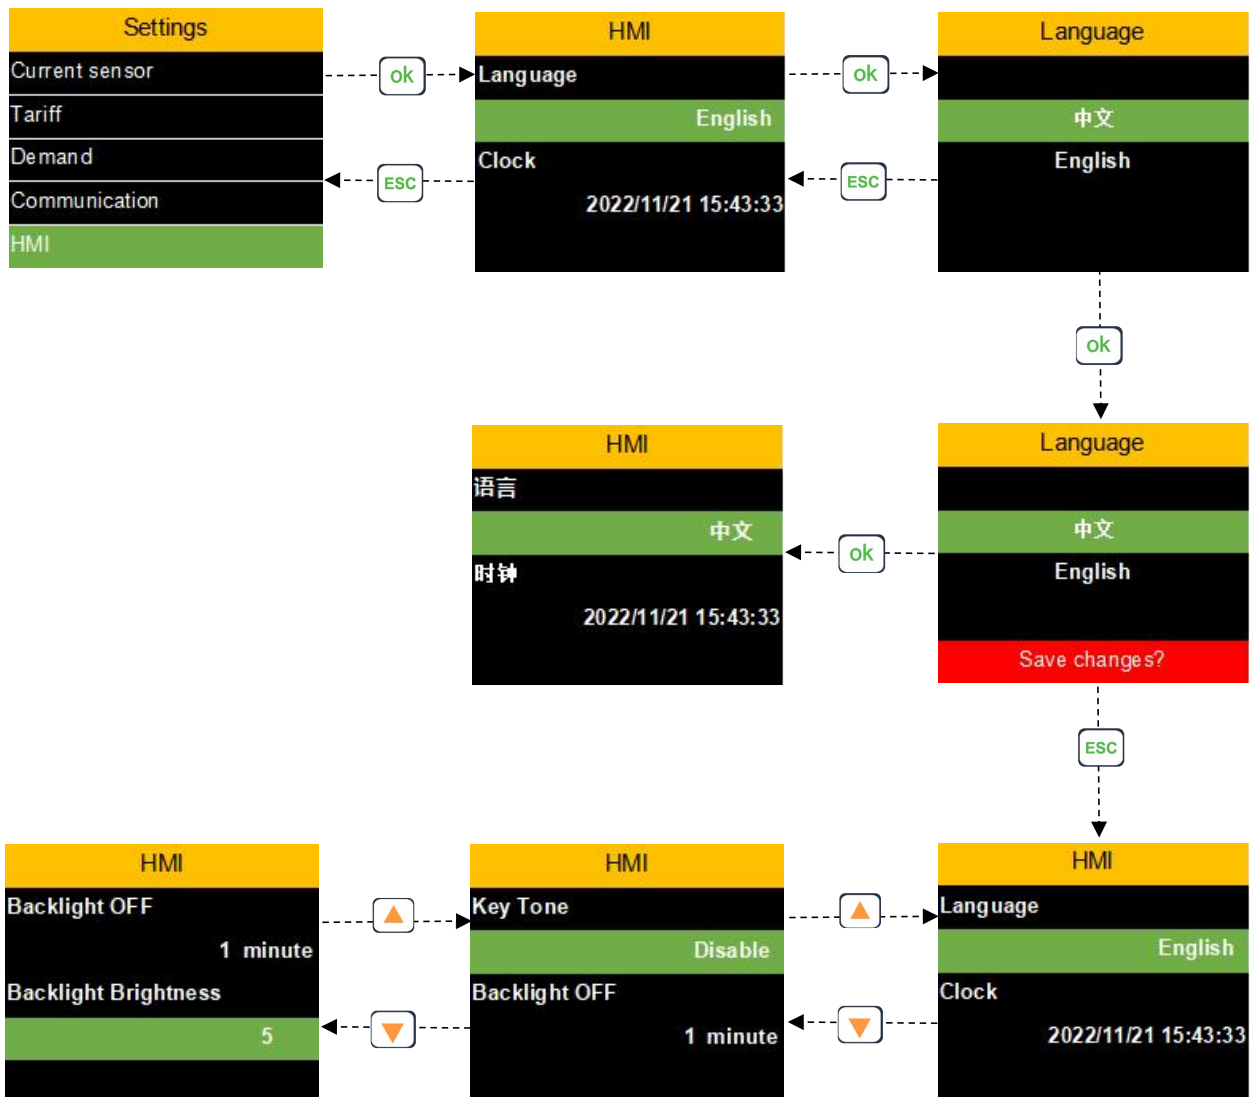 Settings
Current sensor
Tariff
Demand
Communication
HMI
ok
ESC
HMI
Language
English
Clock
2022/11/21 15:43:33
ok
ESC
Language
中文
English
ok
Language
中文
English
Save changes?
ok
HMI
语言
中文
时钟
2022/11/21 15:43:33
ESC
HMI
Backlight OFF
1 minute
Backlight Brightness
5
HMI
Key Tone
Disable
Backlight OFF
1 minute
HMI
Language
English
Clock
2022/11/21 15:43:33